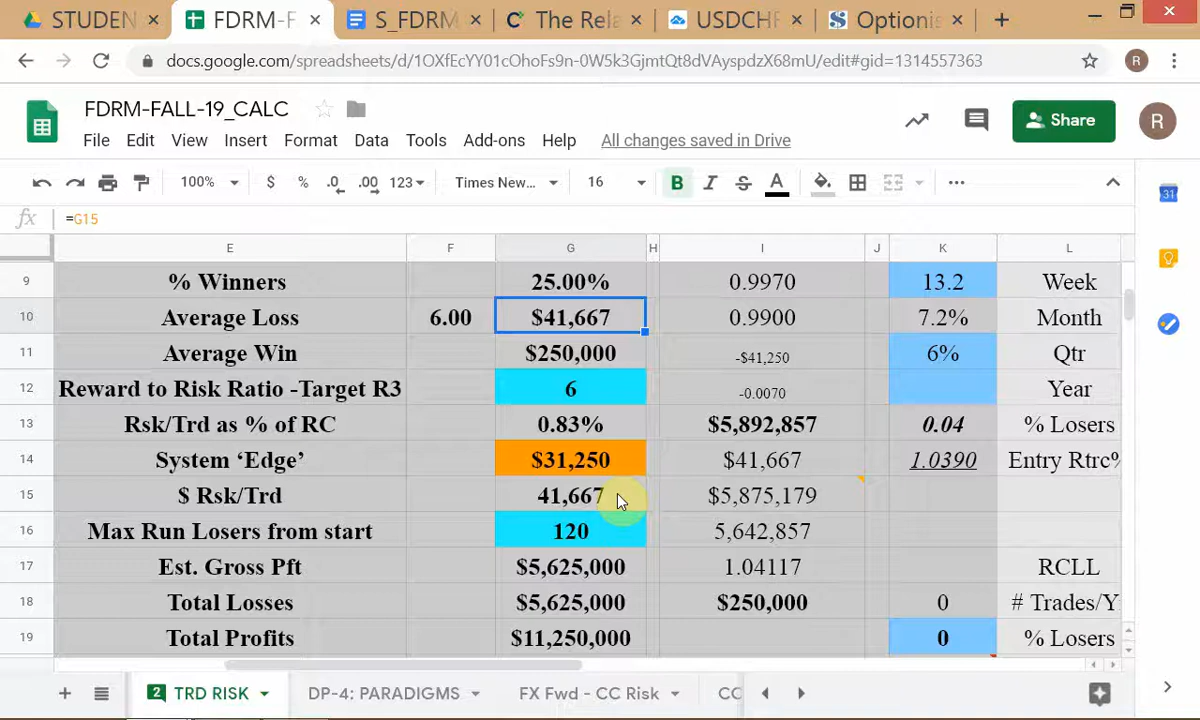 STUDEN
FDRM-F
S_FDRM
The Rela
USDCHF
Optionis
docs.google.com/spreadsheets/d/1OXfEcYY01cOhoFs9n-0W5k3GjmtQt8dVAyspdzX68mU/edit#gid=1314557363
R
FDRM-FALL-19_CALC
File Edit View Insert Format Data Tools Add-ons Help All changes saved in Drive
Share
R
100% $ % .0 .00 123 Times New... 16 B I S A
fx =G15
E F G H I J K L
9 % Winners 25.00% 0.9970 13.2 Week
10 Average Loss 6.00 $41,667 0.9900 7.2% Month
11 Average Win $250,000 -$41,250 6% Qtr
12 Reward to Risk Ratio -Target R3 6 -0.0070 Year
13 Rsk/Trd as % of RC 0.83% $5,892,857 0.04 % Losers
14 System ‘Edge’ $31,250 $41,667 1.0390 Entry Rtrc%
15 $ Rsk/Trd 41,667 $5,875,179
16 Max Run Losers from start 120 5,642,857
17 Est. Gross Pft $5,625,000 1.04117 RCLL
18 Total Losses $5,625,000 $250,000 0 # Trades/Y
19 Total Profits $11,250,000 0 % Losers
2 TRD RISK DP-4: PARADIGMS FX Fwd - CC Risk CC
31